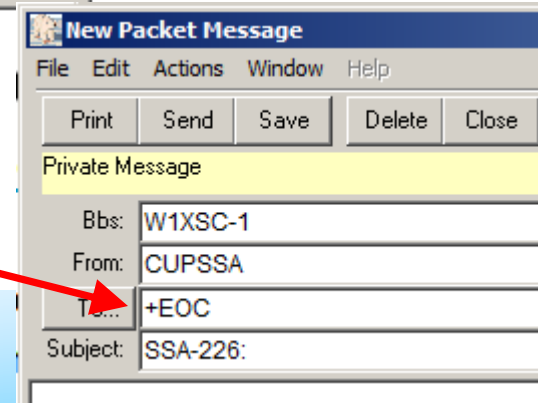 New Packet Message
File Edit Actions Window Help
Print Send Save Delete Close
Private Message
Bbs: W1XSC-1
From: CUPSSA
To... +EOC
Subject: SSA-226: